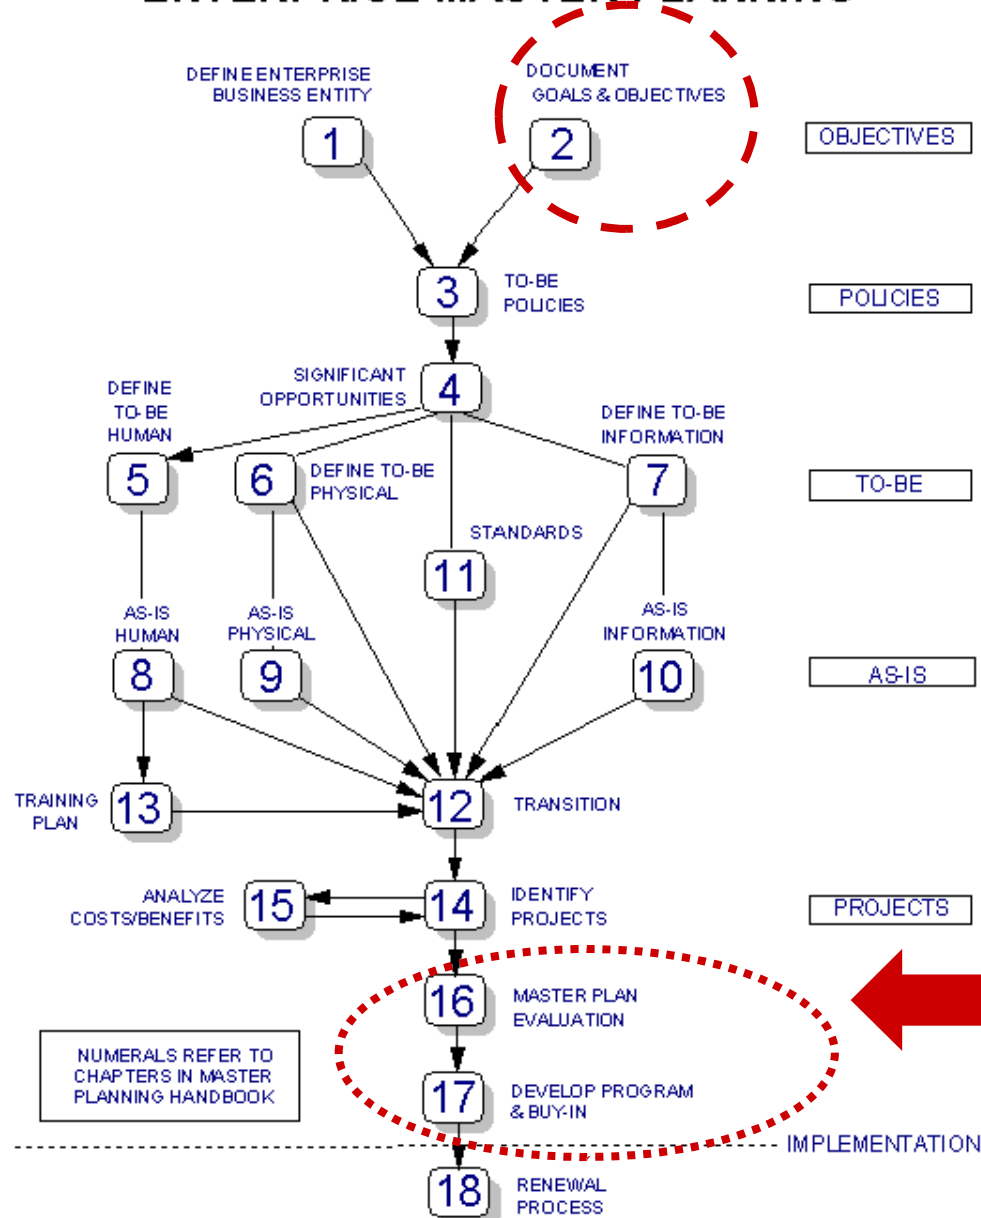 ENTERPRISE MASTER PLANNING
DEFINE ENTERPRISE
BUSINESS ENTITY
1
DOCUMENT
GOALS & OBJECTIVES
2
OBJECTIVES
3
TO-BE
POLICIES
POLICIES
SIGNIFICANT
OPPORTUNITIES
4
DEFINE
TO-BE
HUMAN
5
6
DEFINE TO-BE
PHYSICAL
DEFINE TO-BE
INFORMATION
7
TO-BE
STANDARDS
11
AS-IS
HUMAN
8
AS-IS
PHYSICAL
9
AS-IS
INFORMATION
10
AS-IS
TRAINING
PLAN
13
12
TRANSITION
ANALYZE
COSTS/BENEFITS
15
14
IDENTIFY
PROJECTS
PROJECTS
16
MASTER PLAN
EVALUATION
NUMERALS REFER TO
CHAPTERS IN MASTER
PLANNING HANDBOOK
17
DEVELOP PROGRAM
& BUY-IN
IMPLEMENTATION
18
RENEWAL
PROCESS